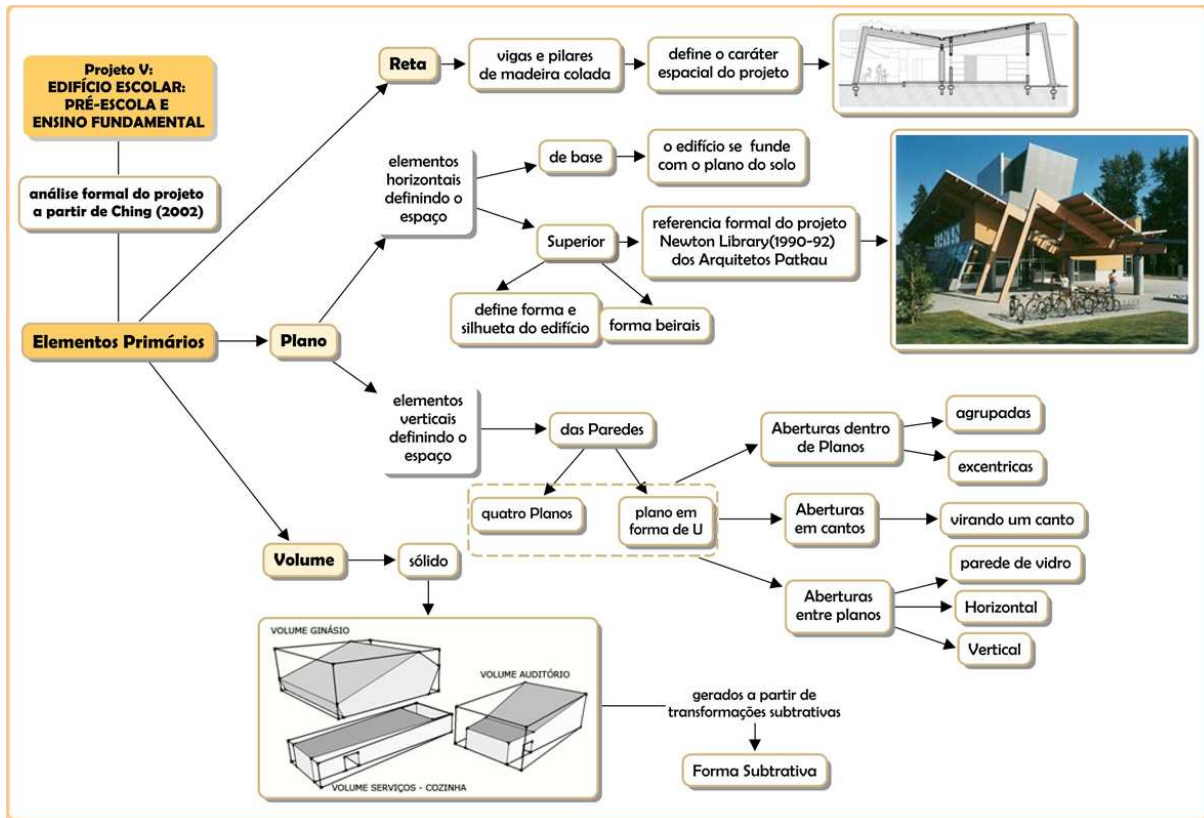 Projeto V:
EDIFÍCIO ESCOLAR:
PRÉ-ESCOLA E
ENSINO FUNDAMENTAL
análise formal do projeto
a partir de Ching (2002)
Elementos Primários
Reta
vigas e pilares
de madeira colada
define o caráter
espacial do projeto
Plano
elementos
horizontais
definindo o
espaço
de base
o edifício se funde
com o plano do solo
Superior
referencia formal do projeto
Newton Library(1990-92)
dos Arquitetos Patkau
define forma e
silhueta do edifício
forma beirais
elementos
verticais
definindo o
espaço
das Paredes
quatro Planos
plano em
forma de U
Aberturas dentro
de Planos
agrupadas
excentricas
Aberturas
em cantos
virando um canto
Aberturas
entre planos
parede de vidro
Horizontal
Vertical
Volume
sólido
VOLUME GINÁSIO
VOLUME AUDITÓRIO
VOLUME SERVIÇOS - COZINHA
gerados a partir de
transformações subtrativas
Forma Subtrativa